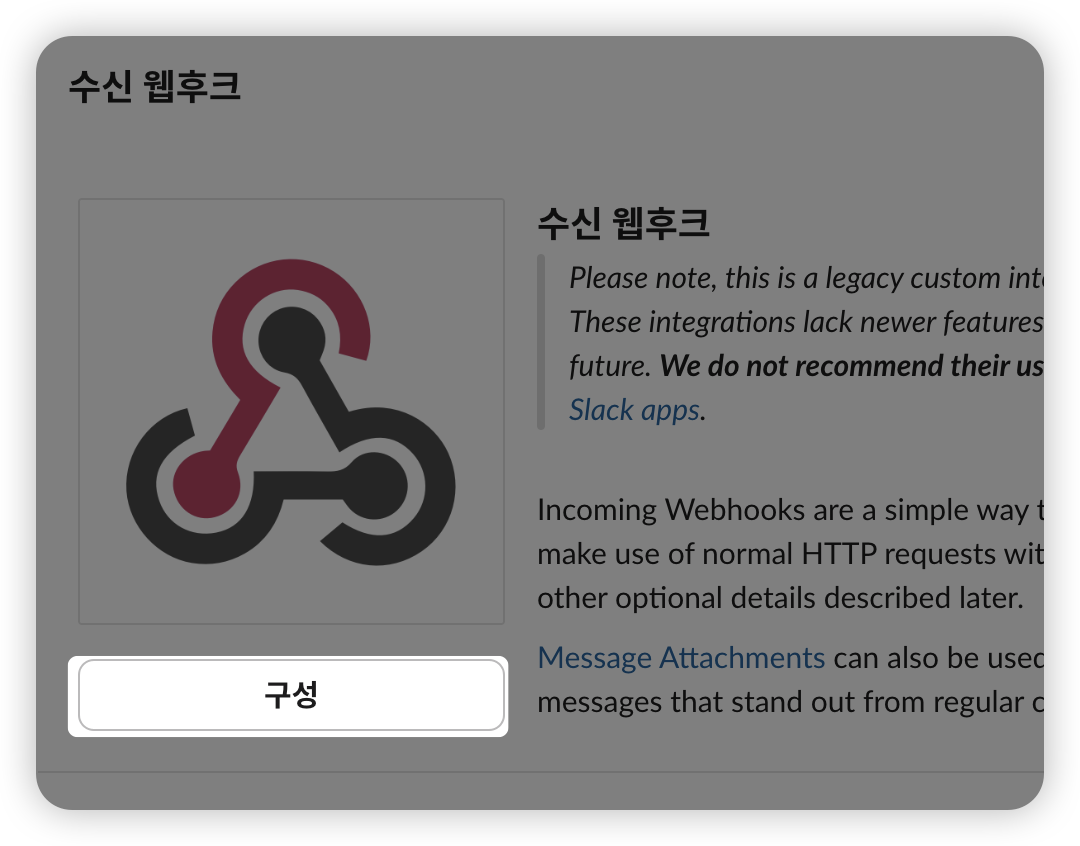 수신 웹후크
수신 웹후크
Please note, this is a legacy custom
These integrations lack newer features
future. We do not recommend their
Slack apps.
Incoming Webhooks are a simple way
make use of normal HTTP requests
other optional details described later.
Message Attachments can also be used
messages that stand out from regular
구성